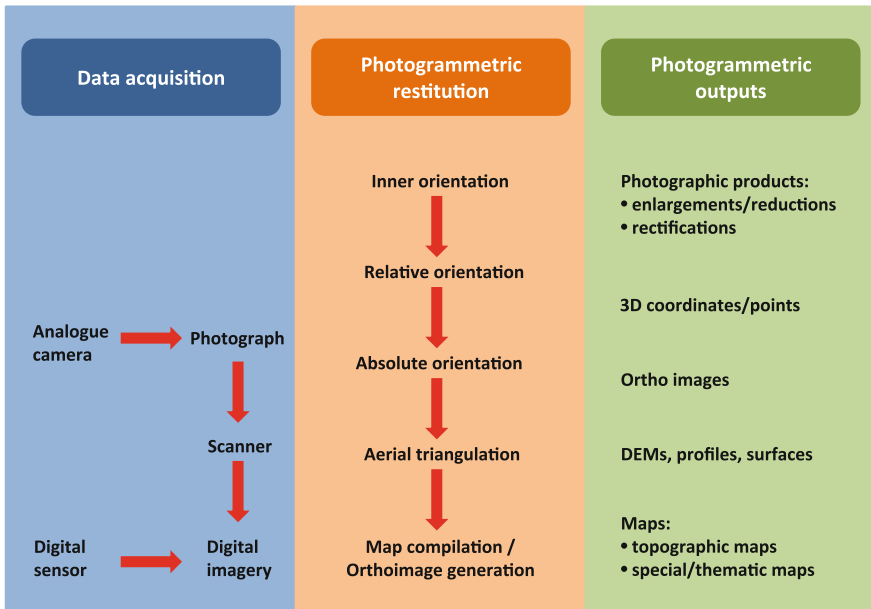 Data acquisition
Analogue
camera
Photograph
Scanner
Digital
sensor
Digital
imagery
Photogrammetric
restitution
Inner orientation
Relative orientation
Absolute orientation
Aerial triangulation
Map compilation /
Orthoimage generation
Photogrammetric
outputs
Photographic products:
• enlargements/reductions
• rectifications
3D coordinates/points
Ortho images
DEMs, profiles, surfaces
Maps:
• topographic maps
• special/thematic maps